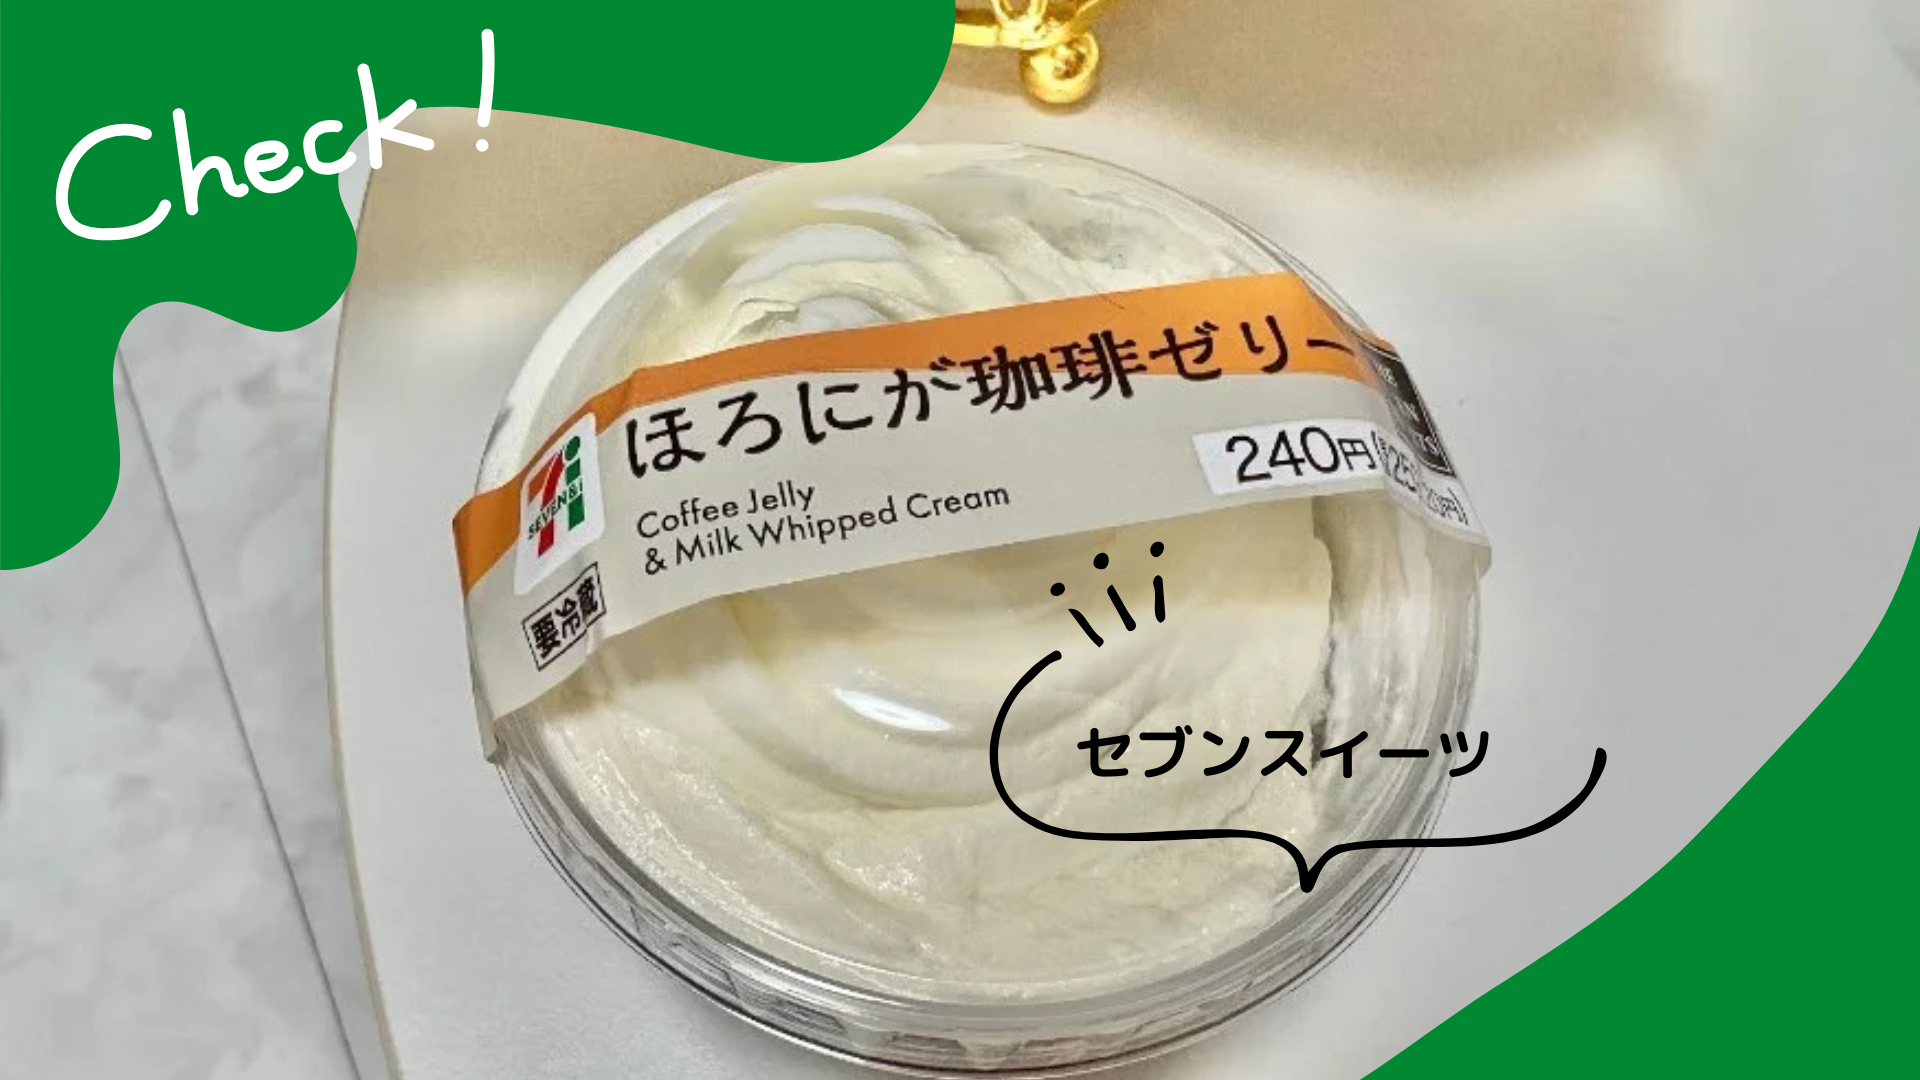 Check!
ほろにが珈琲ゼリー
240円
SEVEN&i
Coffee Jelly
& Milk Whipped Cream
要冷蔵
セブンスイーツ